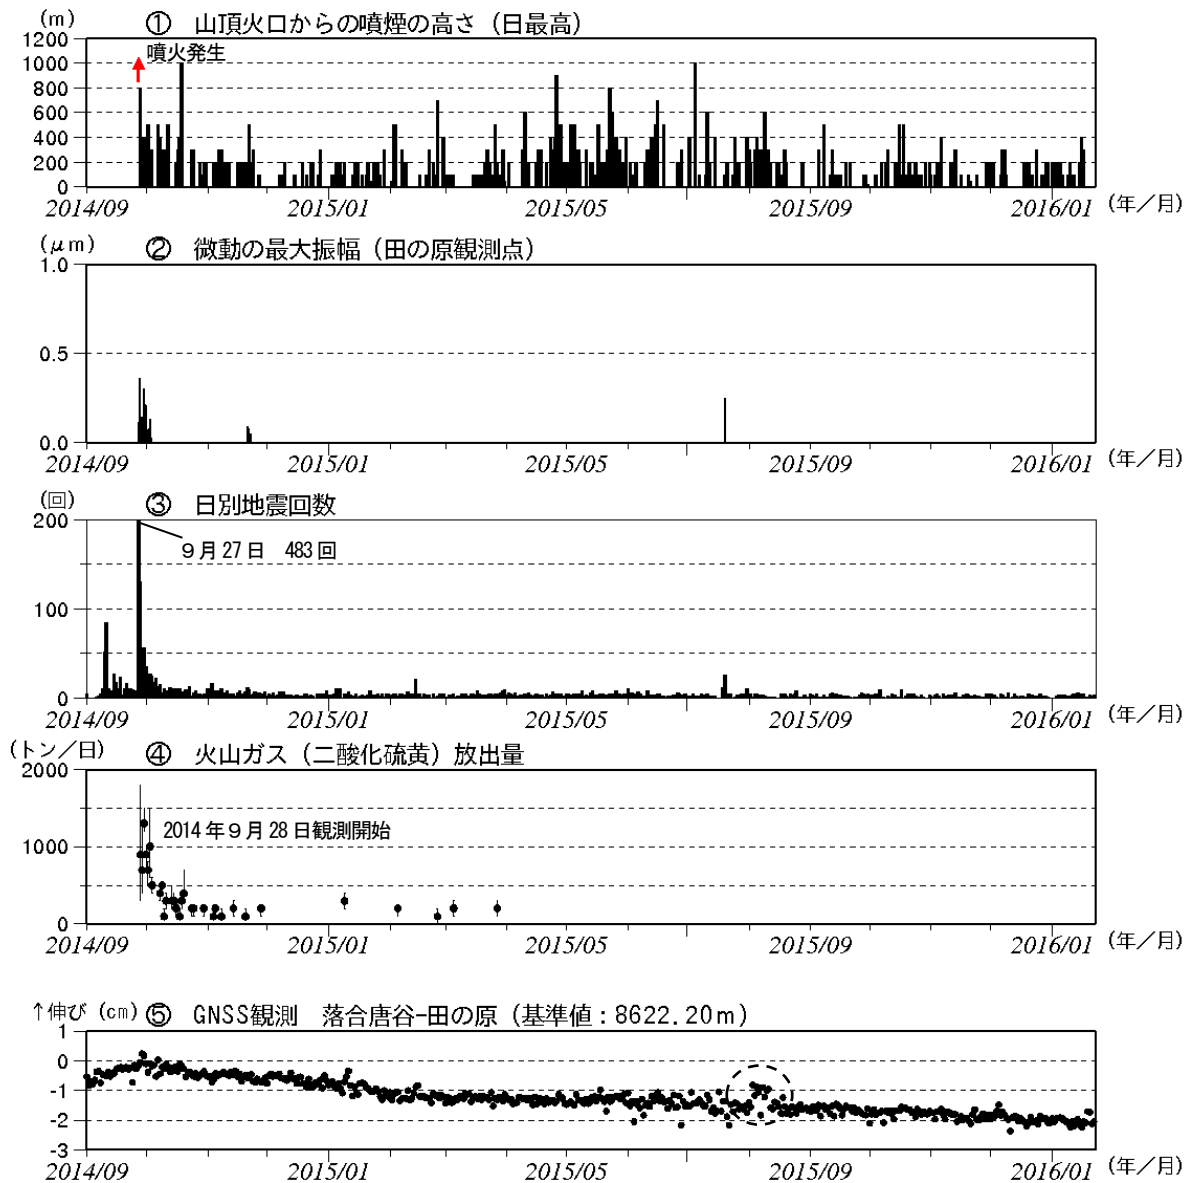 (m) ① 山頂火口からの噴煙の高さ（日最高）
1200
1000
800
600
400
200
0
噴火発生
2014/09 2015/01 2015/05 2015/09 2016/01 (年／月)
(μm) ② 微動の最大振幅（田の原観測点）
1.0
0.5
0.0
2014/09 2015/01 2015/05 2015/09 2016/01 (年／月)
(回) ③ 日別地震回数
200
100
0
９月27日　483回
2014/09 2015/01 2015/05 2015/09 2016/01 (年／月)
(トン／日) ④ 火山ガス（二酸化硫黄）放出量
2000
1000
0
2014年９月28日観測開始
2014/09 2015/01 2015/05 2015/09 2016/01 (年／月)
↑伸び (cm) ⑤ GNSS観測　落合唐谷-田の原（基準値：8622.20m）
1
0
-1
-2
-3
2014/09 2015/01 2015/05 2015/09 2016/01 (年／月)